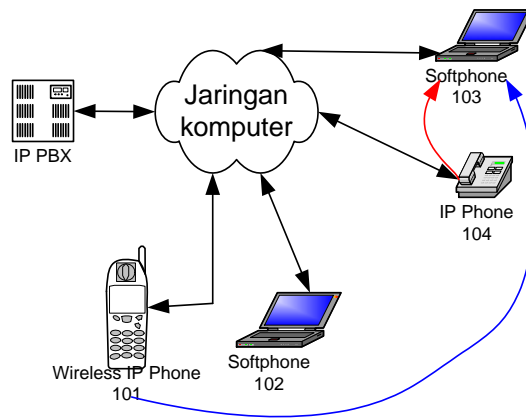 Jaringan
komputer
Softphone
103
IP PBX
IP Phone
104
Wireless IP Phone
101
Softphone
102